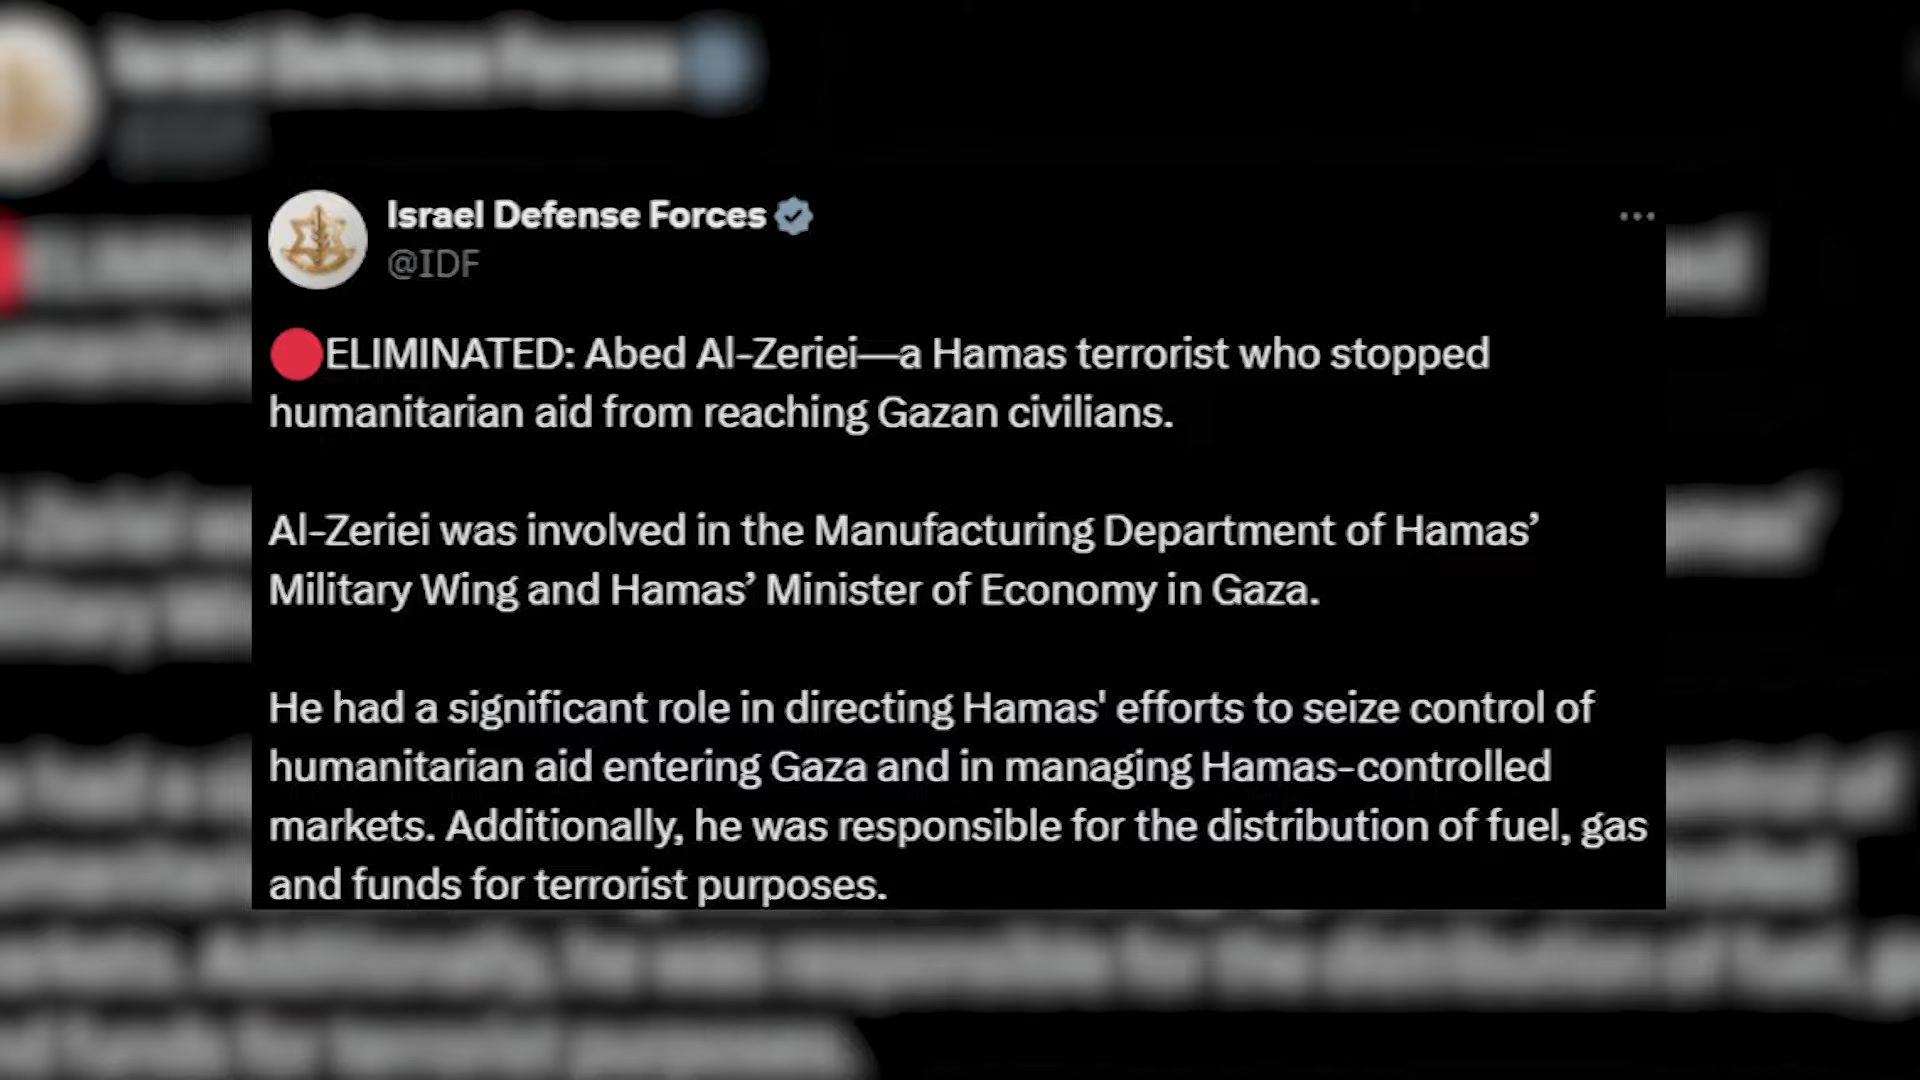 Israel Defense Forces
@IDF
ELIMINATED: Abed Al-Zeriei—a Hamas terrorist who stopped
humanitarian aid from reaching Gazan civilians.
Al-Zeriei was involved in the Manufacturing Department of Hamas’
Military Wing and Hamas’ Minister of Economy in Gaza.
He had a significant role in directing Hamas' efforts to seize control of
humanitarian aid entering Gaza and in managing Hamas-controlled
markets. Additionally, he was responsible for the distribution of fuel, gas
and funds for terrorist purposes.